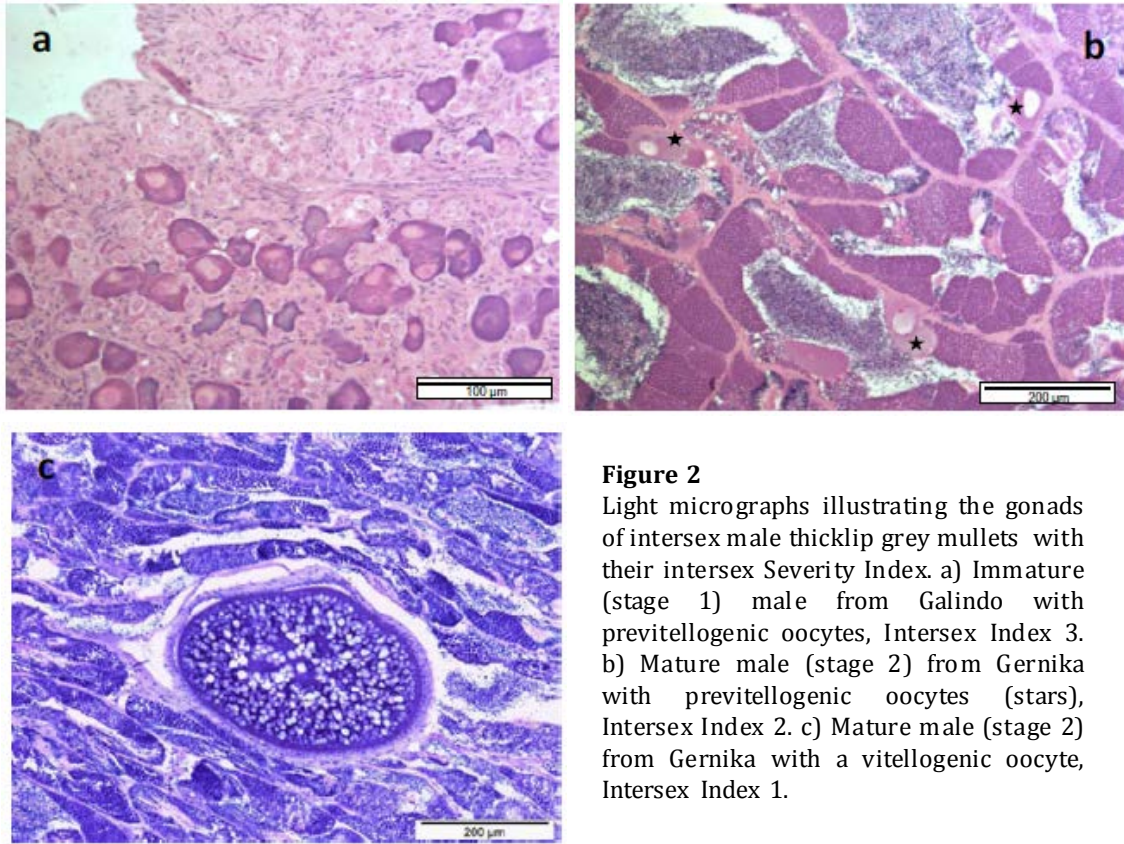 a
100 µm
b
200 µm
c
200 µm
Figure 2
Light micrographs illustrating the gonads
of intersex male thicklip grey mullets with
their intersex Severity Index. a) Immature
(stage 1) male from Galindo with
previtellogenic oocytes, Intersex Index 3.
b) Mature male (stage 2) from Gernika
with previtellogenic oocytes (stars),
Intersex Index 2. c) Mature male (stage 2)
from Gernika with a vitellogenic oocyte,
Intersex Index 1.